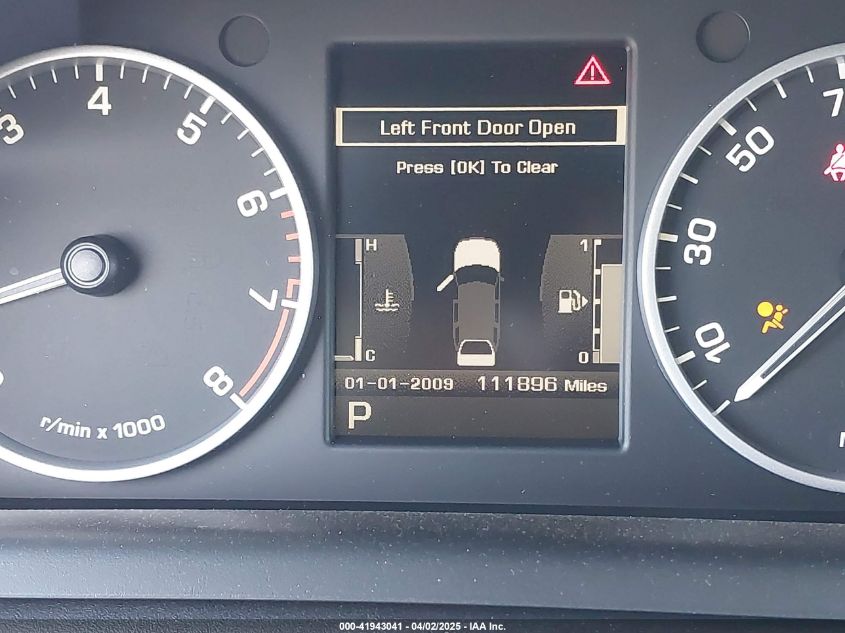 3
4
5
6
7
8
r/min x 1000
Left Front Door Open
Press [OK] To Clear
H
C
1
0
01-01-2009 111896 Miles
P
50
30
10
000-41943041 - 04/02/2025 - IAA Inc.